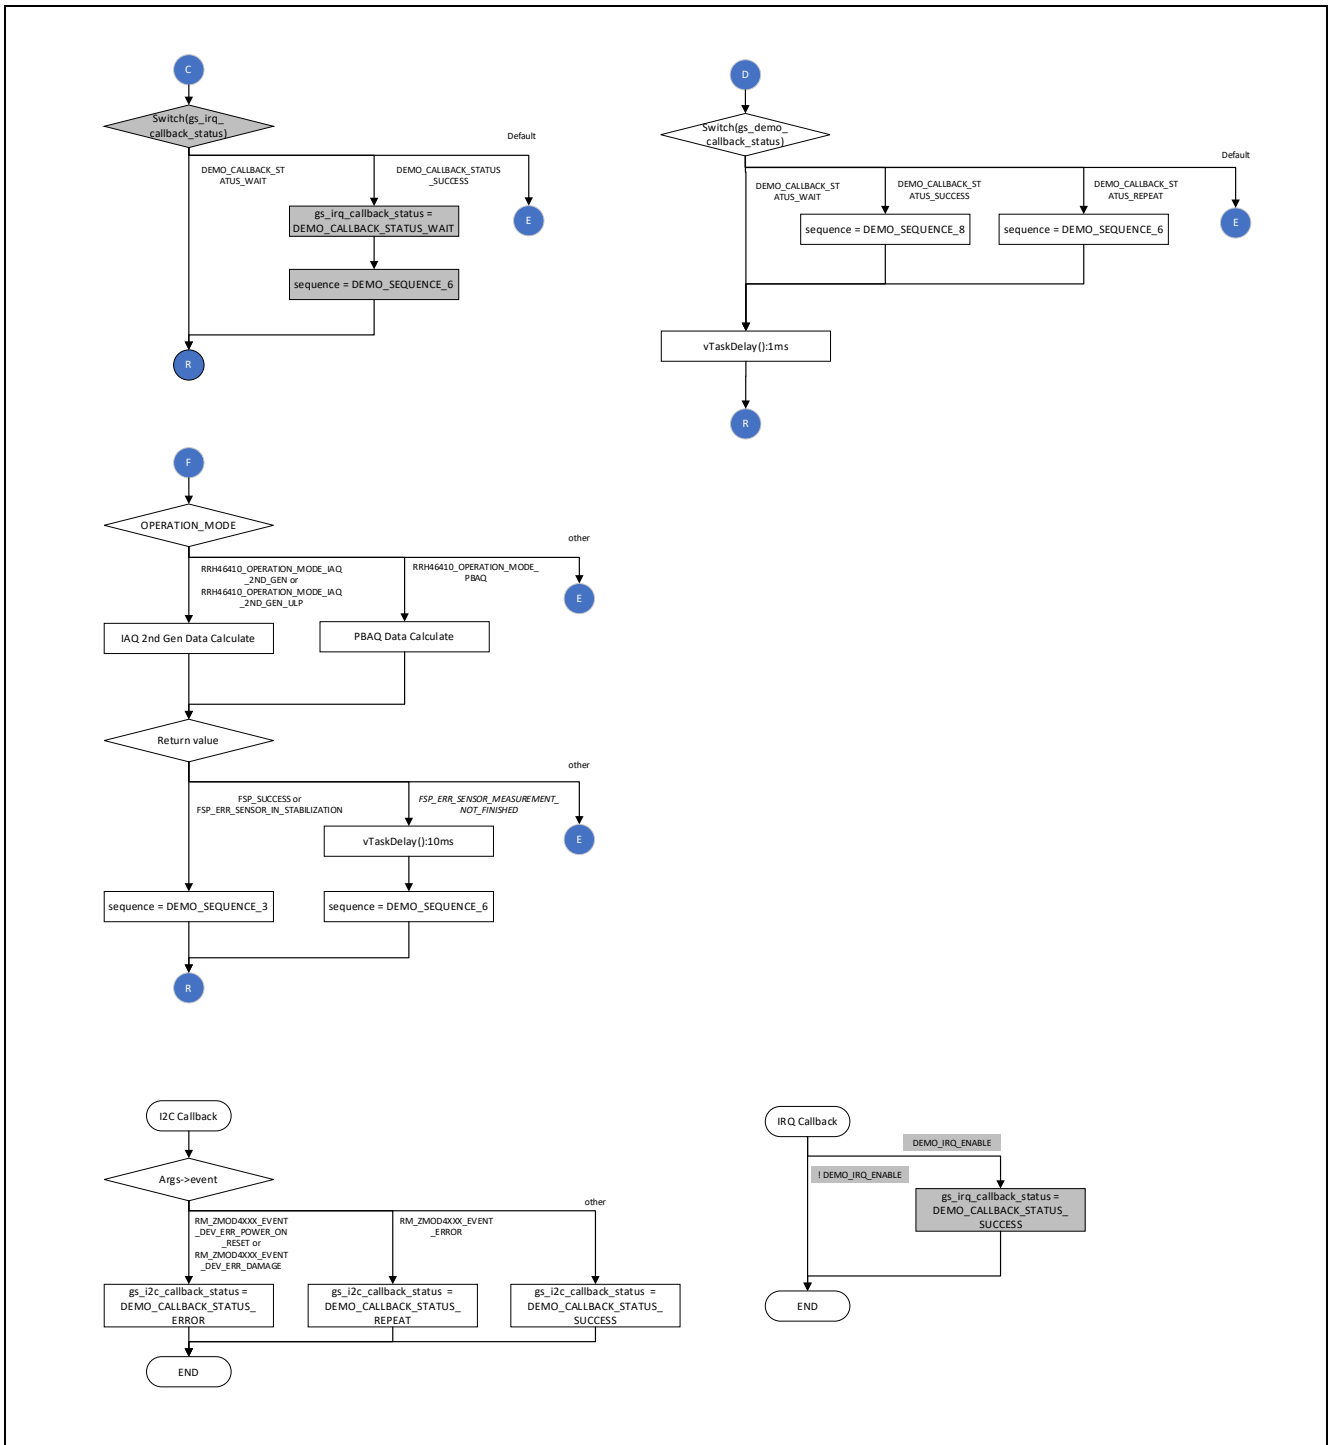 C
Switch(gs_irq_
callback_status)
Default
DEMO_CALLBACK_ST
ATUS_WAIT
DEMO_CALLBACK_STATUS
_SUCCESS
gs_irq_callback_status =
DEMO_CALLBACK_STATUS_WAIT
E
sequence = DEMO_SEQUENCE_6
R
D
Switch(gs_demo_
callback_status)
Default
DEMO_CALLBACK_ST
ATUS_WAIT
DEMO_CALLBACK_ST
ATUS_SUCCESS
DEMO_CALLBACK_ST
ATUS_REPEAT
sequence = DEMO_SEQUENCE_8
sequence = DEMO_SEQUENCE_6
E
vTaskDelay():1ms
R
F
OPERATION_MODE
other
RRH46410_OPERATION_MODE_IAQ
_2ND_GEN or
RRH46410_OPERATION_MODE_IAQ
_2ND_GEN_ULP
RRH46410_OPERATION_MODE_
PBAQ
E
IAQ 2nd Gen Data Calculate
PBAQ Data Calculate
Return value
other
FSP_SUCCESS or
FSP_ERR_SENSOR_IN_STABILIZATION
FSP_ERR_SENSOR_MEASUREMENT_
NOT_FINISHED
vTaskDelay():10ms
E
sequence = DEMO_SEQUENCE_3
sequence = DEMO_SEQUENCE_6
R
I2C Callback
Args->event
other
RM_ZMOD4XXX_EVENT
_DEV_ERR_POWER_ON
_RESET or
RM_ZMOD4XXX_EVENT
_DEV_ERR_DAMAGE
RM_ZMOD4XXX_EVENT
_ERROR
gs_i2c_callback_status =
DEMO_CALLBACK_STATUS_
ERROR
gs_i2c_callback_status =
DEMO_CALLBACK_STATUS_
REPEAT
gs_i2c_callback_status =
DEMO_CALLBACK_STATUS_
SUCCESS
END
IRQ Callback
DEMO_IRQ_ENABLE
! DEMO_IRQ_ENABLE
gs_irq_callback_status =
DEMO_CALLBACK_STATUS_
SUCCESS
END